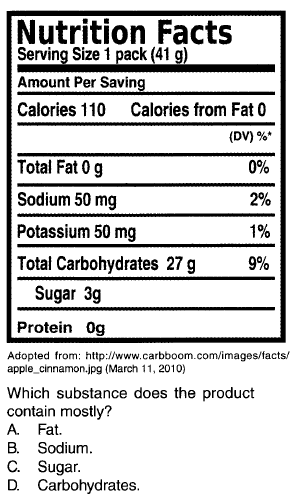 Nutrition Facts
Serving Size 1 pack (41 g)
Amount Per Saving
Calories 110 Calories from Fat 0
(DV) %*
Total Fat 0 g 0%
Sodium 50 mg 2%
Potassium 50 mg 1%
Total Carbohydrates 27 g 9%
Sugar 3g
Protein 0g
Adopted from: http://www.carbboom.com/images/facts/
apple_cinnamon.jpg (March 11, 2010)
Which substance does the product
contain mostly?
A. Fat.
B. Sodium.
C. Sugar.
D. Carbohydrates.